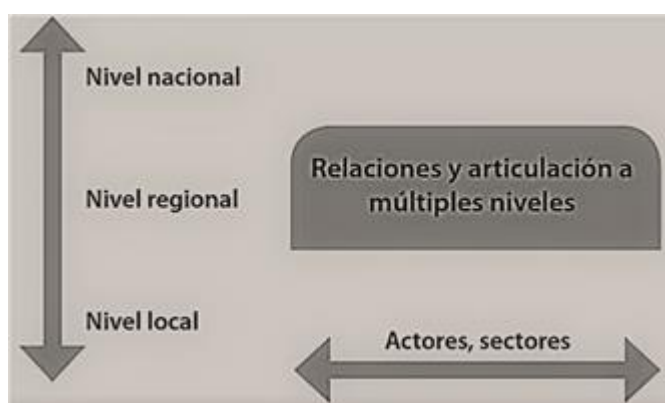 Nivel nacional
Relaciones y articulación a
múltiples niveles
Nivel regional
Nivel local
Actores, sectores